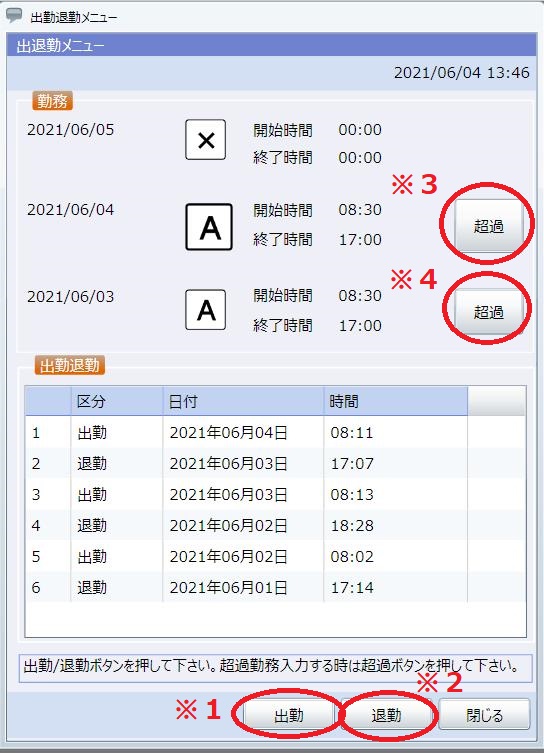 出勤退勤メニュー
出退勤メニュー
2021/06/04 13:46
勤務
2021/06/05 × 開始時間 00:00
終了時間 00:00
※3
2021/06/04 A 開始時間 08:30 超過
終了時間 17:00
※4
2021/06/03 A 開始時間 08:30 超過
終了時間 17:00
出勤退勤
区分 日付 時間
1 出勤 2021年06月04日 08:11
2 退勤 2021年06月03日 17:07
3 出勤 2021年06月03日 08:13
4 退勤 2021年06月02日 18:28
5 出勤 2021年06月02日 08:02
6 退勤 2021年06月01日 17:14
出勤/退勤ボタンを押して下さい。超過勤務入力する時は超過ボタンを押して下さい。
※1 出勤 ※2 退勤 閉じる